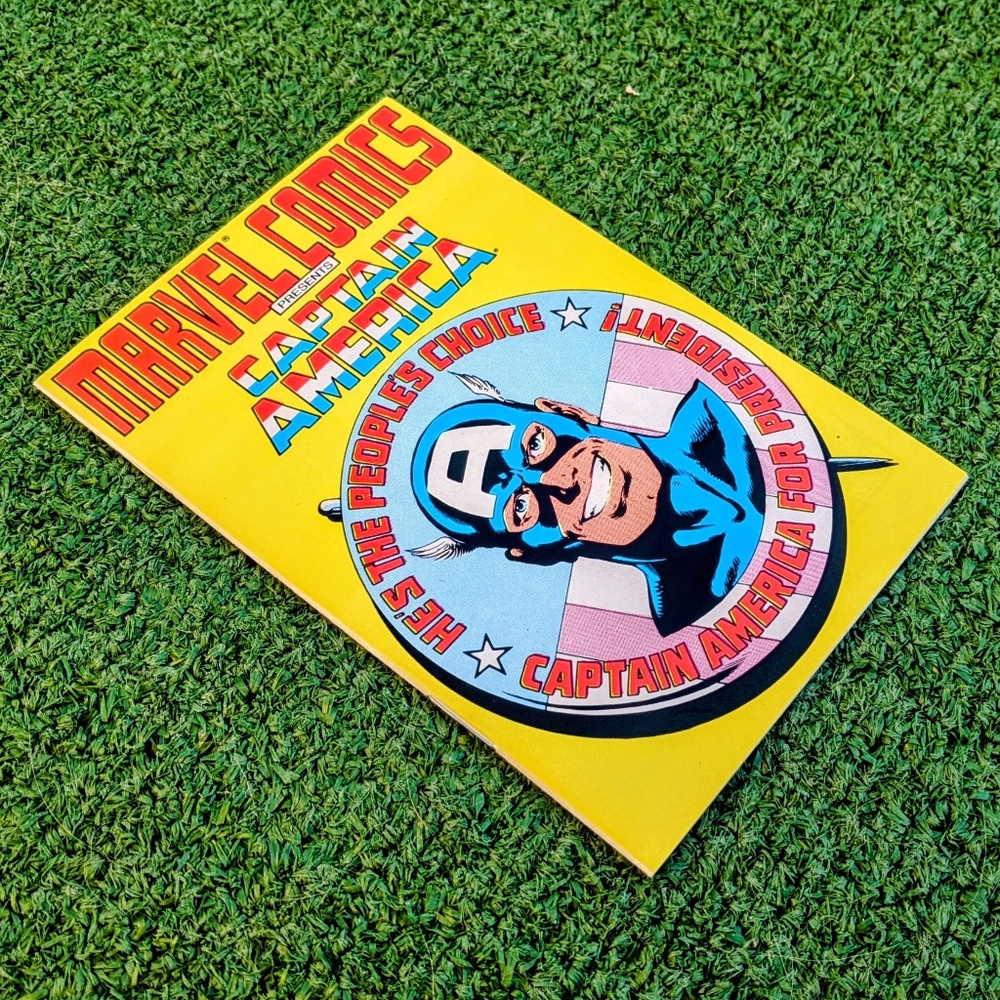 MARVEL COMICS®
PRESENTS
CAPTAIN
AMERICA®
HE'S THE PEOPLE'S CHOICE
CAPTAIN AMERICA FOR PRESIDENT!
A